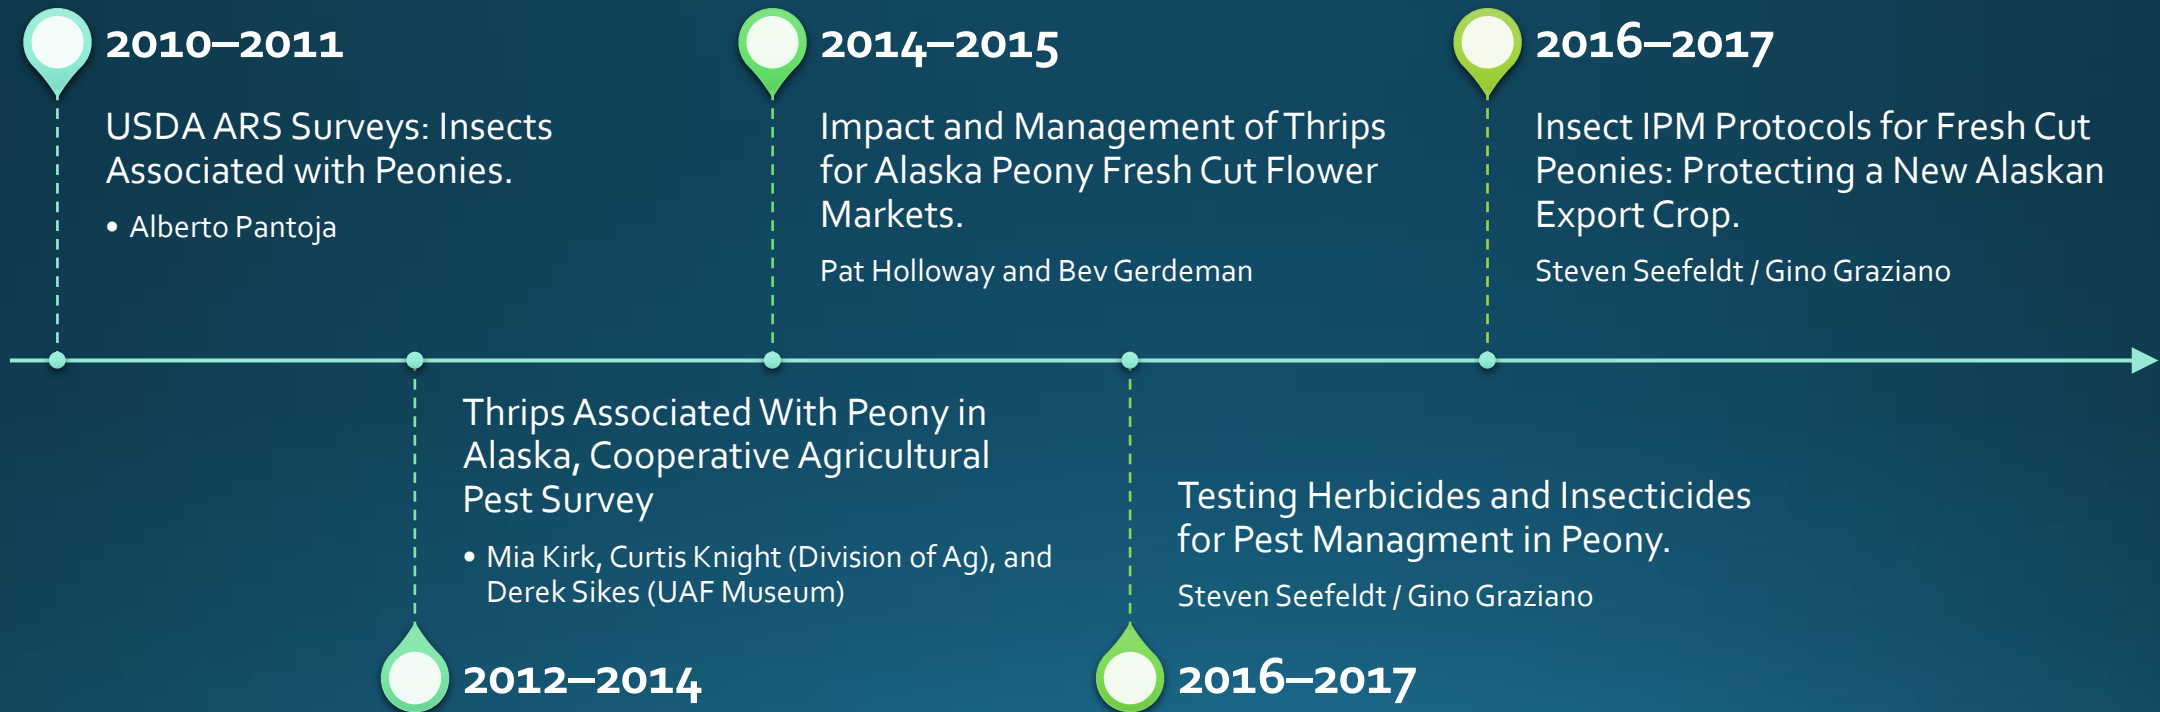 2010–2011
USDA ARS Surveys: Insects
Associated with Peonies.
• Alberto Pantoja
2014–2015
Impact and Management of Thrips
for Alaska Peony Fresh Cut Flower
Markets.
Pat Holloway and Bev Gerdeman
2016–2017
Insect IPM Protocols for Fresh Cut
Peonies: Protecting a New Alaskan
Export Crop.
Steven Seefeldt / Gino Graziano
Thrips Associated With Peony in
Alaska, Cooperative Agricultural
Pest Survey
• Mia Kirk, Curtis Knight (Division of Ag), and
Derek Sikes (UAF Museum)
2012–2014
Testing Herbicides and Insecticides
for Pest Managment in Peony.
Steven Seefeldt / Gino Graziano
2016–2017